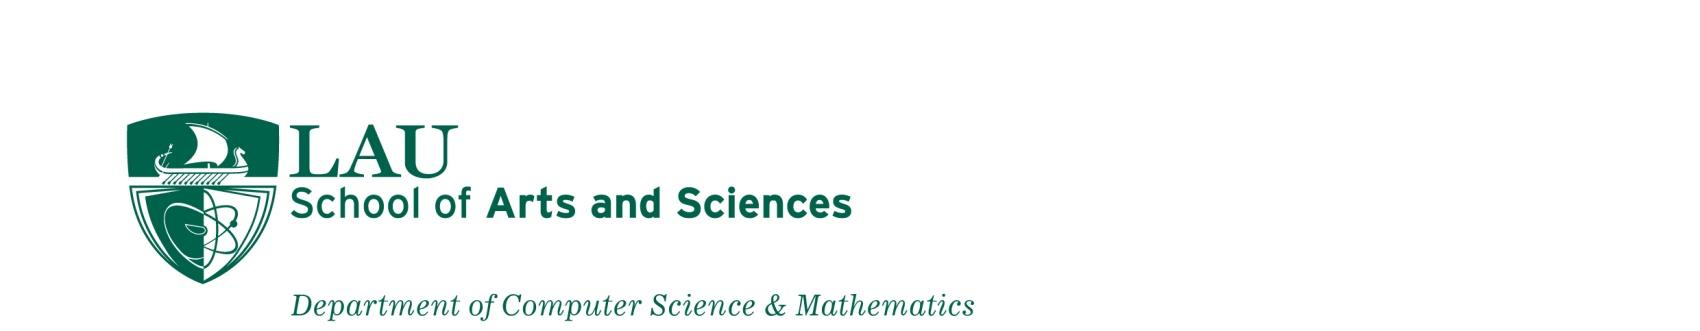 LAU
School of Arts and Sciences
Department of Computer Science & Mathematics